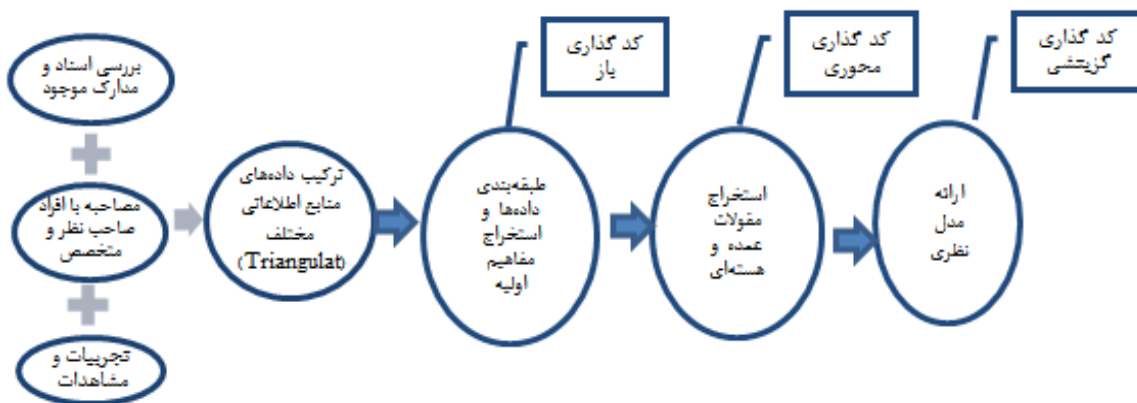 کد گذاری
باز
کد گذاری
محوری
کد گذاری
گزینشی
بررسی اسناد و
مدارک موجود
مصاحبه با افراد
صاحب نظر و
متخصص
تجربیات و
مشاهدات
ترکیب داده‌های
منابع اطلاعاتی
مختلف
(Triangulat)
طبقه‌بندی
داده‌ها و
استخراج
مفاهیم
اولیه
استخراج
مقولات
عمده و
هسته‌ای
ارائه
مدل
نظری